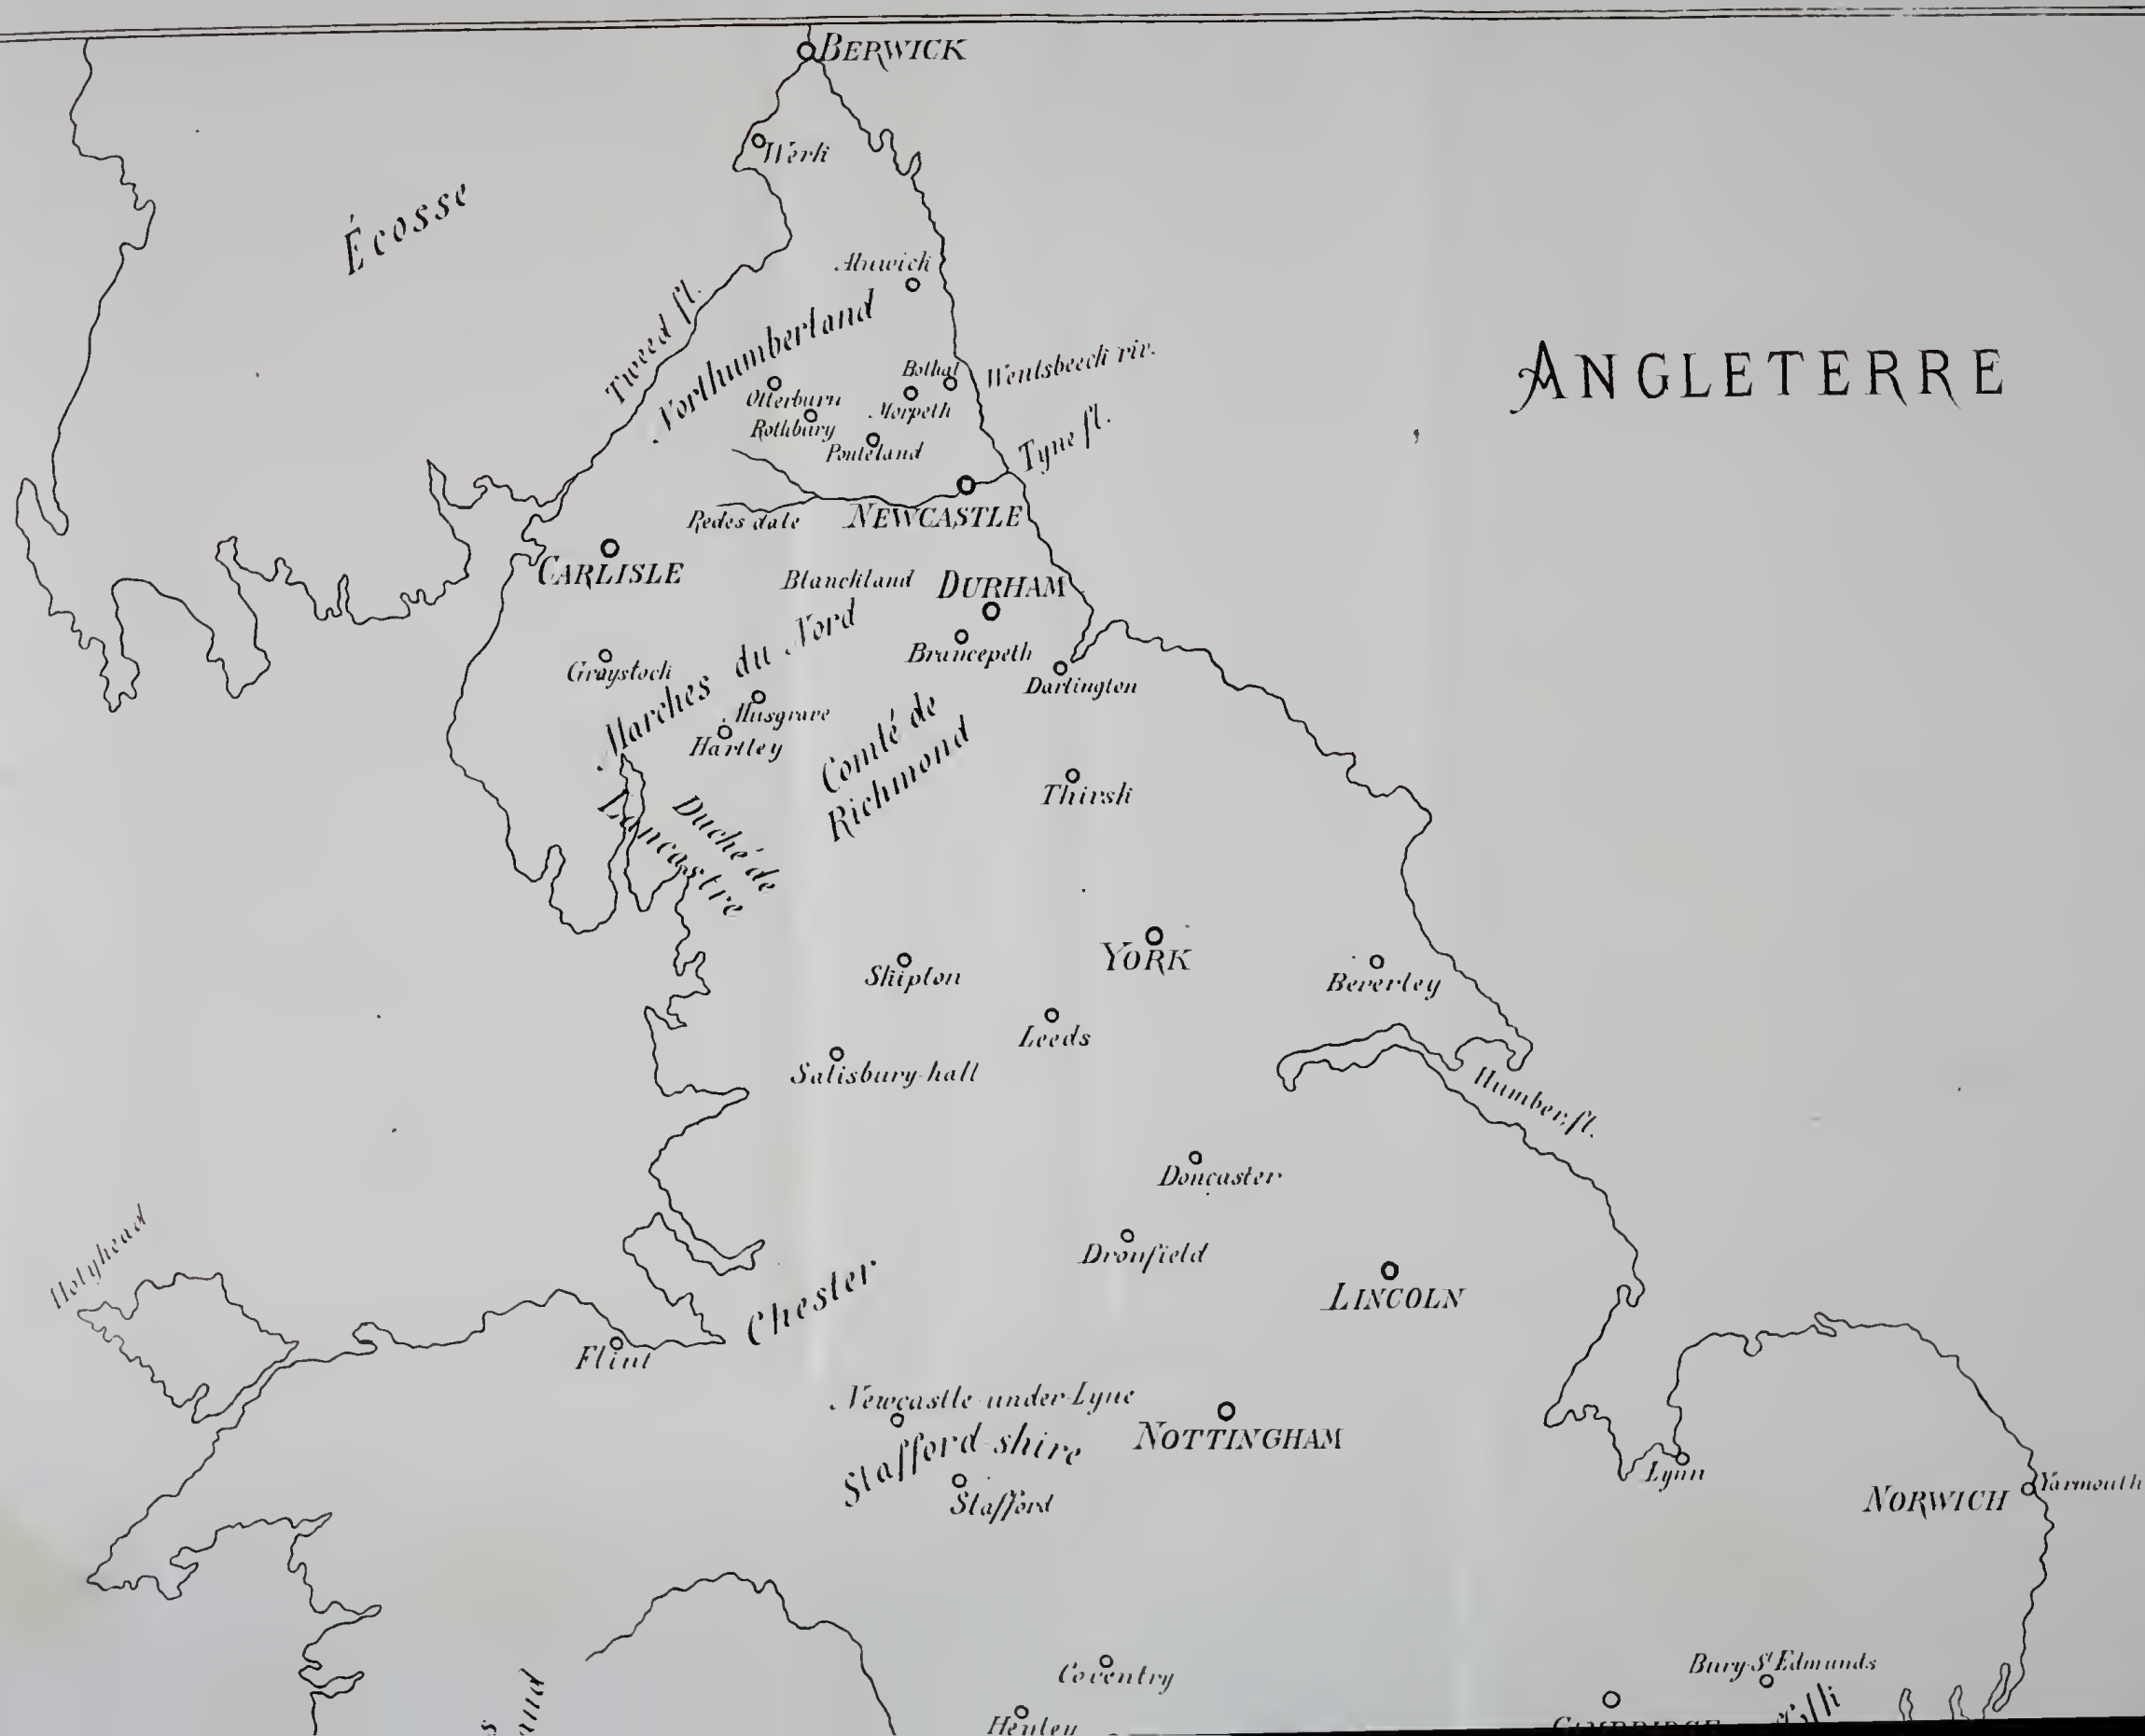 BERWICK
Werk
Écosse
Alnwick
Tweed fl.
Northumberland
ANGLETERRE
Bothal
Wentsbeech riv.
Otterburn
Morpeth
Rothbury
Ponteland
Tyne fl.
Redes dale
NEWCASTLE
CARLISLE
Blanchland
DURHAM
Marches du Nord
Brancepeth
Graystock
Darlington
Musgrave
Hartley
Comté de
Richmond
Thirsk
Duché de
Lancastre
YORK
Skipton
Beverley
Leeds
Salisbury-hall
Humber fl.
Doncaster
Holyhead
Dronfield
LINCOLN
Chester
Flint
Newcastle-under-Lyne
Stafford-shire
NOTTINGHAM
Lynn
Stafford
NORWICH
Yarmouth
Bury-St Edmunds
Coventry
Henley
CAMBRIDGE